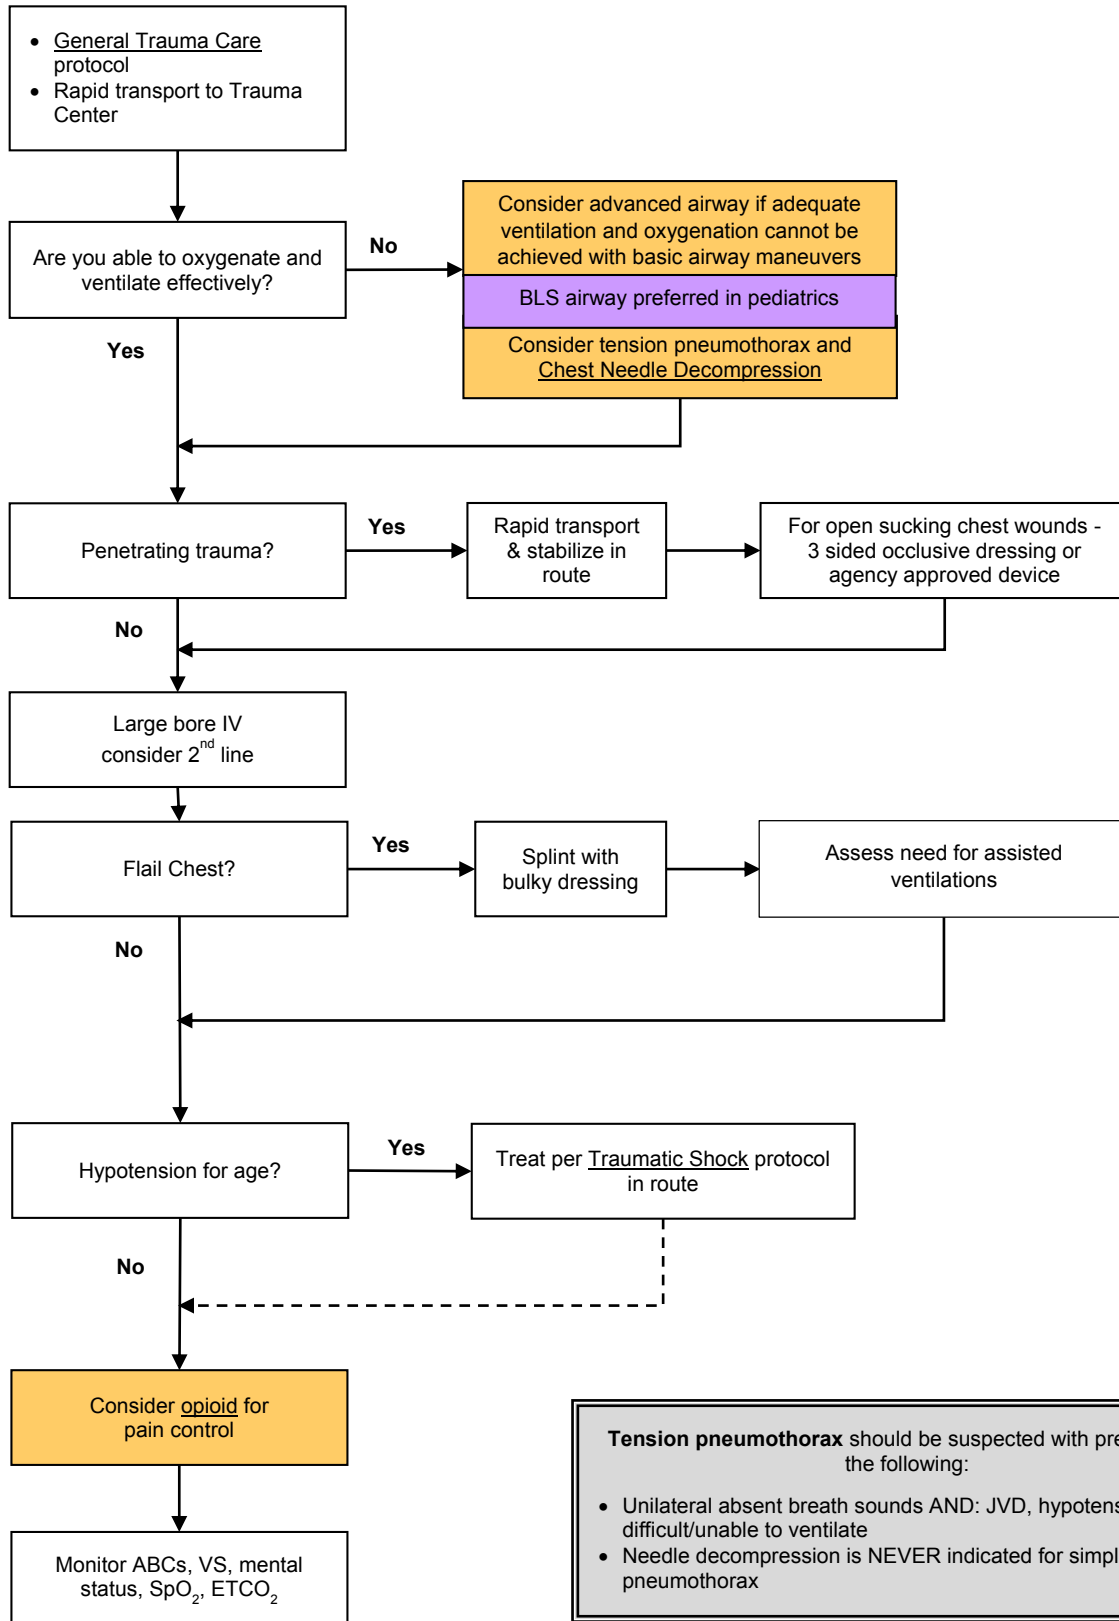 • General Trauma Care
protocol
• Rapid transport to Trauma
Center
Are you able to oxygenate and
ventilate effectively?
No
Consider advanced airway if adequate
ventilation and oxygenation cannot be
achieved with basic airway maneuvers
BLS airway preferred in pediatrics
Consider tension pneumothorax and
Chest Needle Decompression
Yes
Penetrating trauma?
Yes
Rapid transport
& stabilize in
route
For open sucking chest wounds -
3 sided occlusive dressing or
agency approved device
No
Large bore IV
consider 2nd line
Flail Chest?
Yes
Splint with
bulky dressing
Assess need for assisted
ventilations
No
Hypotension for age?
Yes
Treat per Traumatic Shock protocol
in route
No
Consider opioid for
pain control
Monitor ABCs, VS, mental
status, SpO2, ETCO2
Tension pneumothorax should be suspected with
the following:
• Unilateral absent breath sounds AND: JVD,
difficult/unable to ventilate
• Needle decompression is NEVER indicated for
pneumothorax